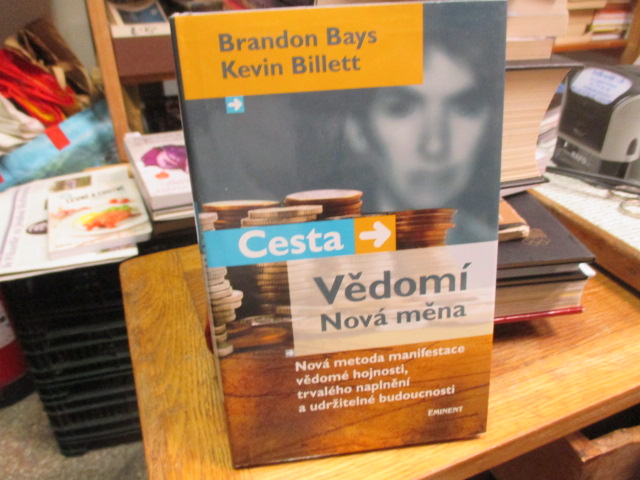 Brandon Bays
Kevin Billett
Cesta
Vědomí
Nová měna
Nová metoda manifestace
vědomé hojnosti,
trvalého naplnění
a udržitelné budoucnosti
EMINENT